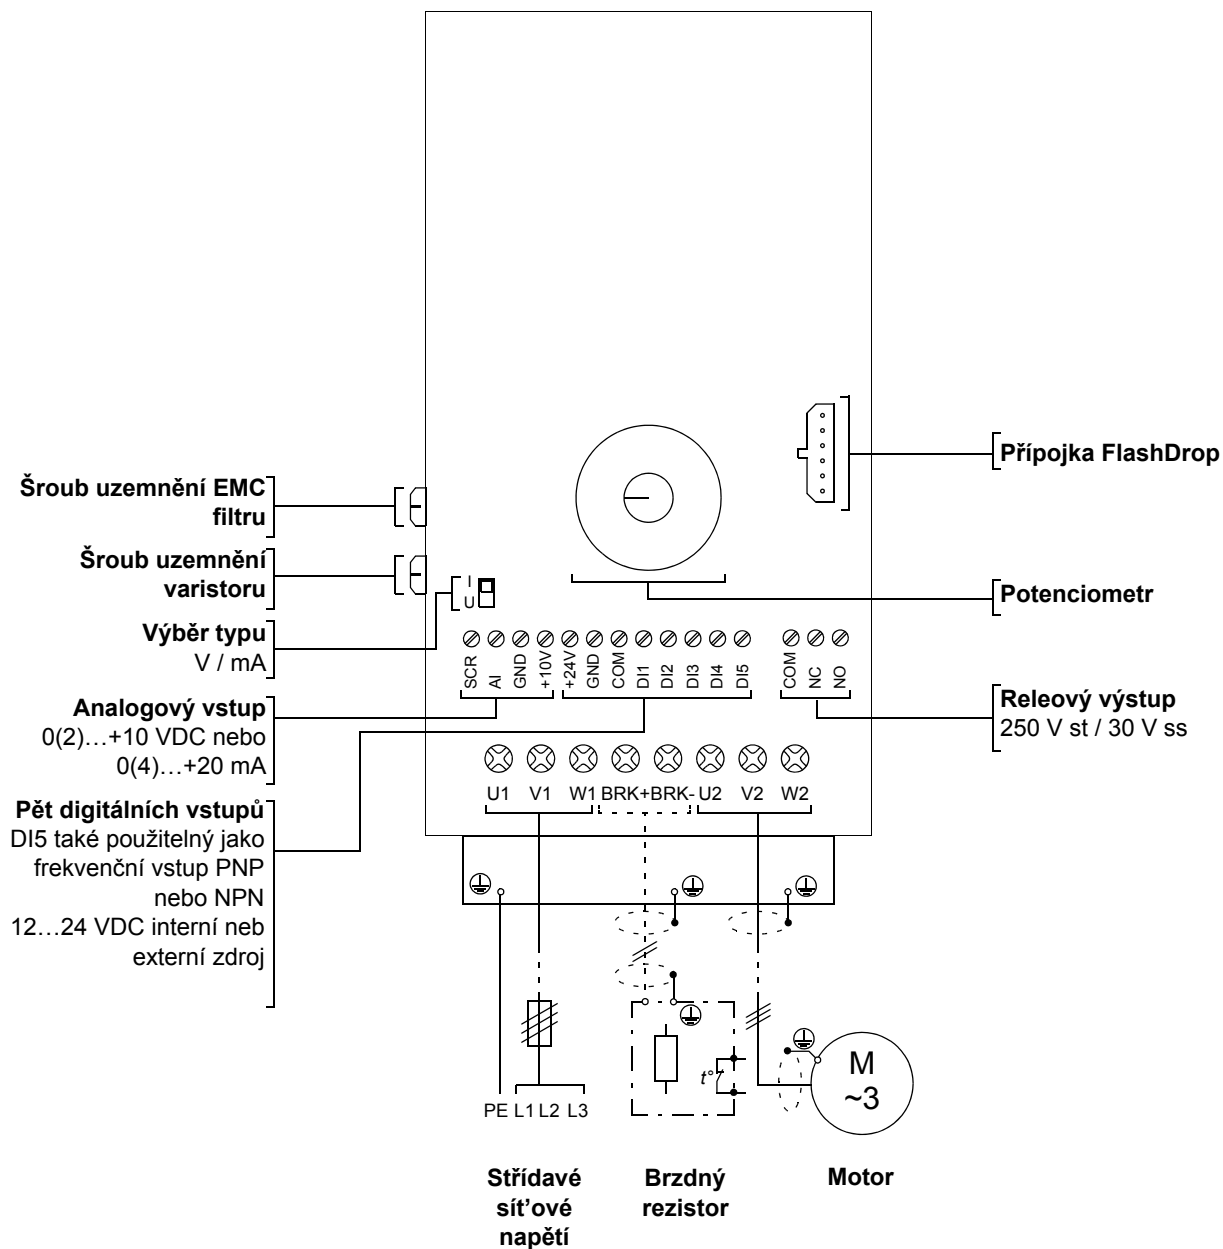 Šroub uzemnění EMC
filtru
Šroub uzemnění
varistoru
Výběr typu
V / mA
Analogový vstup
0(2)…+10 VDC nebo
0(4)…+20 mA
Pět digitálních vstupů
DI5 také použitelný jako
frekvenční vstup PNP
nebo NPN
12…24 VDC interní neb
externí zdroj
Přípojka FlashDrop
Potenciometr
Releový výstup
250 V st / 30 V ss
I
U
SCR
AI
GND
+10V
+24V
GND
COM
DI1
DI2
DI3
DI4
DI5
COM
NC
NO
U1 V1 W1 BRK+ BRK- U2 V2 W2
t°
M
~3
PE L1 L2 L3
Střídavé
sít’ové
napětí
Brzdný
rezistor
Motor